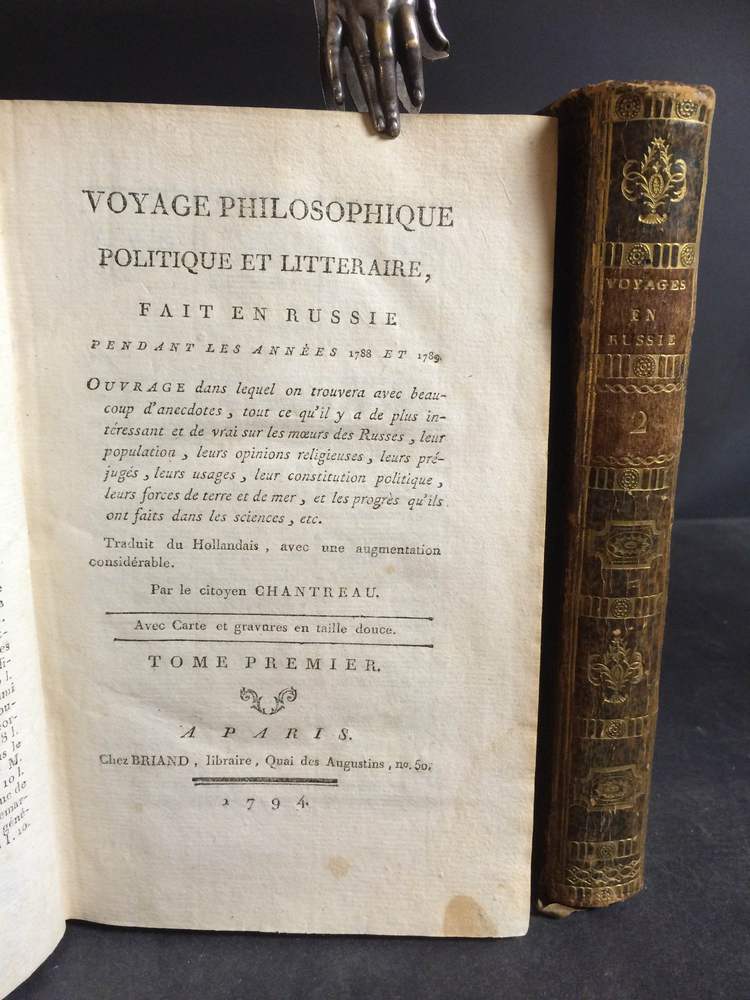 VOYAGE PHILOSOPHIQUE
POLITIQUE ET LITTERAIRE,
FAIT EN RUSSIE
PENDANT LES ANNÉES 1788 ET 1789.
OUVRAGE dans lequel on trouvera avec beau-
coup d'anecdotes, tout ce qu'il y a de plus in-
téressant et de vrai sur les mœurs des Russes, leur
population, leurs opinions religieuses, leurs pré-
jugés, leurs usages, leur constitution politique,
leurs forces de terre et de mer, et les progrès qu'ils
ont faits dans les sciences, etc.
Traduit du Hollandais, avec une augmentation
considérable.
Par le citoyen CHANTREAU.
Avec Carte et gravures en taille douce.
TOME PREMIER.
A PARIS.
Chez BRIAND, libraire, Quai des Augustins, no. 50.
1794.
VOYAGES
EN
RUSSIE
2